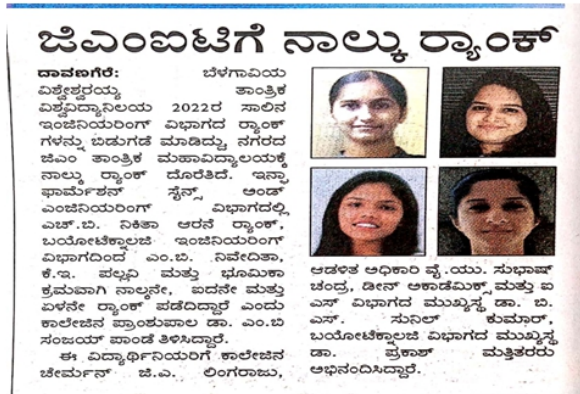 ಜಿಎಂಐಟಿಗೆ ನಾಲ್ಕು ರ‍್ಯಾಂಕ್
ದಾವಣಗೆರೆ: ಬೆಳಗಾವಿಯ
ವಿಶ್ವೇಶ್ವರಯ್ಯ ತಾಂತ್ರಿಕ
ವಿಶ್ವವಿದ್ಯಾನಿಲಯ 2022ರ ಸಾಲಿನ
ಇಂಜಿನಿಯರಿಂಗ್ ವಿಭಾಗದ ರ‍್ಯಾಂಕ್
ಗಳನ್ನು ಬಿಡುಗಡೆ ಮಾಡಿದ್ದು, ನಗರದ
ಜಿಎಂ ತಾಂತ್ರಿಕ ಮಹಾವಿದ್ಯಾಲಯಕ್ಕೆ
ನಾಲ್ಕು ರ‍್ಯಾಂಕ್ ದೊರೆತಿದೆ. ಇನ್ಫಾ
ಫಾರ್ಮೆಶನ್ ಸೈನ್ಸ್ ಅಂಡ್
ಎಂಜಿನಿಯರಿಂಗ್ ವಿಭಾಗದಲ್ಲಿ
ಎಚ್.ಬಿ. ನಿಕಿತಾ ಆರನೆ ರ‍್ಯಾಂಕ್,
ಬಯೋಟೆಕ್ನಾಲಜಿ ಇಂಜಿನಿಯರಿಂಗ್
ವಿಭಾಗದಿಂದ ಎಂ.ಬಿ. ನಿವೇದಿತಾ,
ಕೆ.ಇ. ಪಲ್ಲವಿ ಮತ್ತು ಭೂಮಿಕಾ
ಕ್ರಮವಾಗಿ ನಾಲ್ಕನೇ, ಐದನೇ ಮತ್ತು
ಏಳನೇ ರ‍್ಯಾಂಕ್ ಪಡೆದಿದ್ದಾರೆ ಎಂದು
ಕಾಲೇಜಿನ ಪ್ರಾಂಶುಪಾಲ ಡಾ. ಎಂ.ಬಿ
ಸಂಜಯ್ ಪಾಂಡೆ ತಿಳಿಸಿದ್ದಾರೆ.
ಈ ವಿದ್ಯಾರ್ಥಿನಿಯರಿಗೆ ಕಾಲೇಜಿನ
ಚೇರ್ಮನ್ ಜಿ.ಎ. ಲಿಂಗರಾಜು,
ಆಡಳಿತ ಅಧಿಕಾರಿ ವೈ.ಯು. ಸುಭಾಷ್
ಚಂದ್ರ, ಡೀನ್ ಅಕಾಡೆಮಿಕ್ಸ್ ಮತ್ತು ಐ
ಎಸ್ ವಿಭಾಗದ ಮುಖ್ಯಸ್ಥ ಡಾ. ಬಿ.
ಎಸ್. ಸುನಿಲ್ ಕುಮಾರ್,
ಬಯೋಟೆಕ್ನಾಲಜಿ ವಿಭಾಗದ ಮುಖ್ಯಸ್ಥ
ಡಾ. ಪ್ರಕಾಶ್ ಮತ್ತಿತರರು
ಅಭಿನಂದಿಸಿದ್ದಾರೆ.